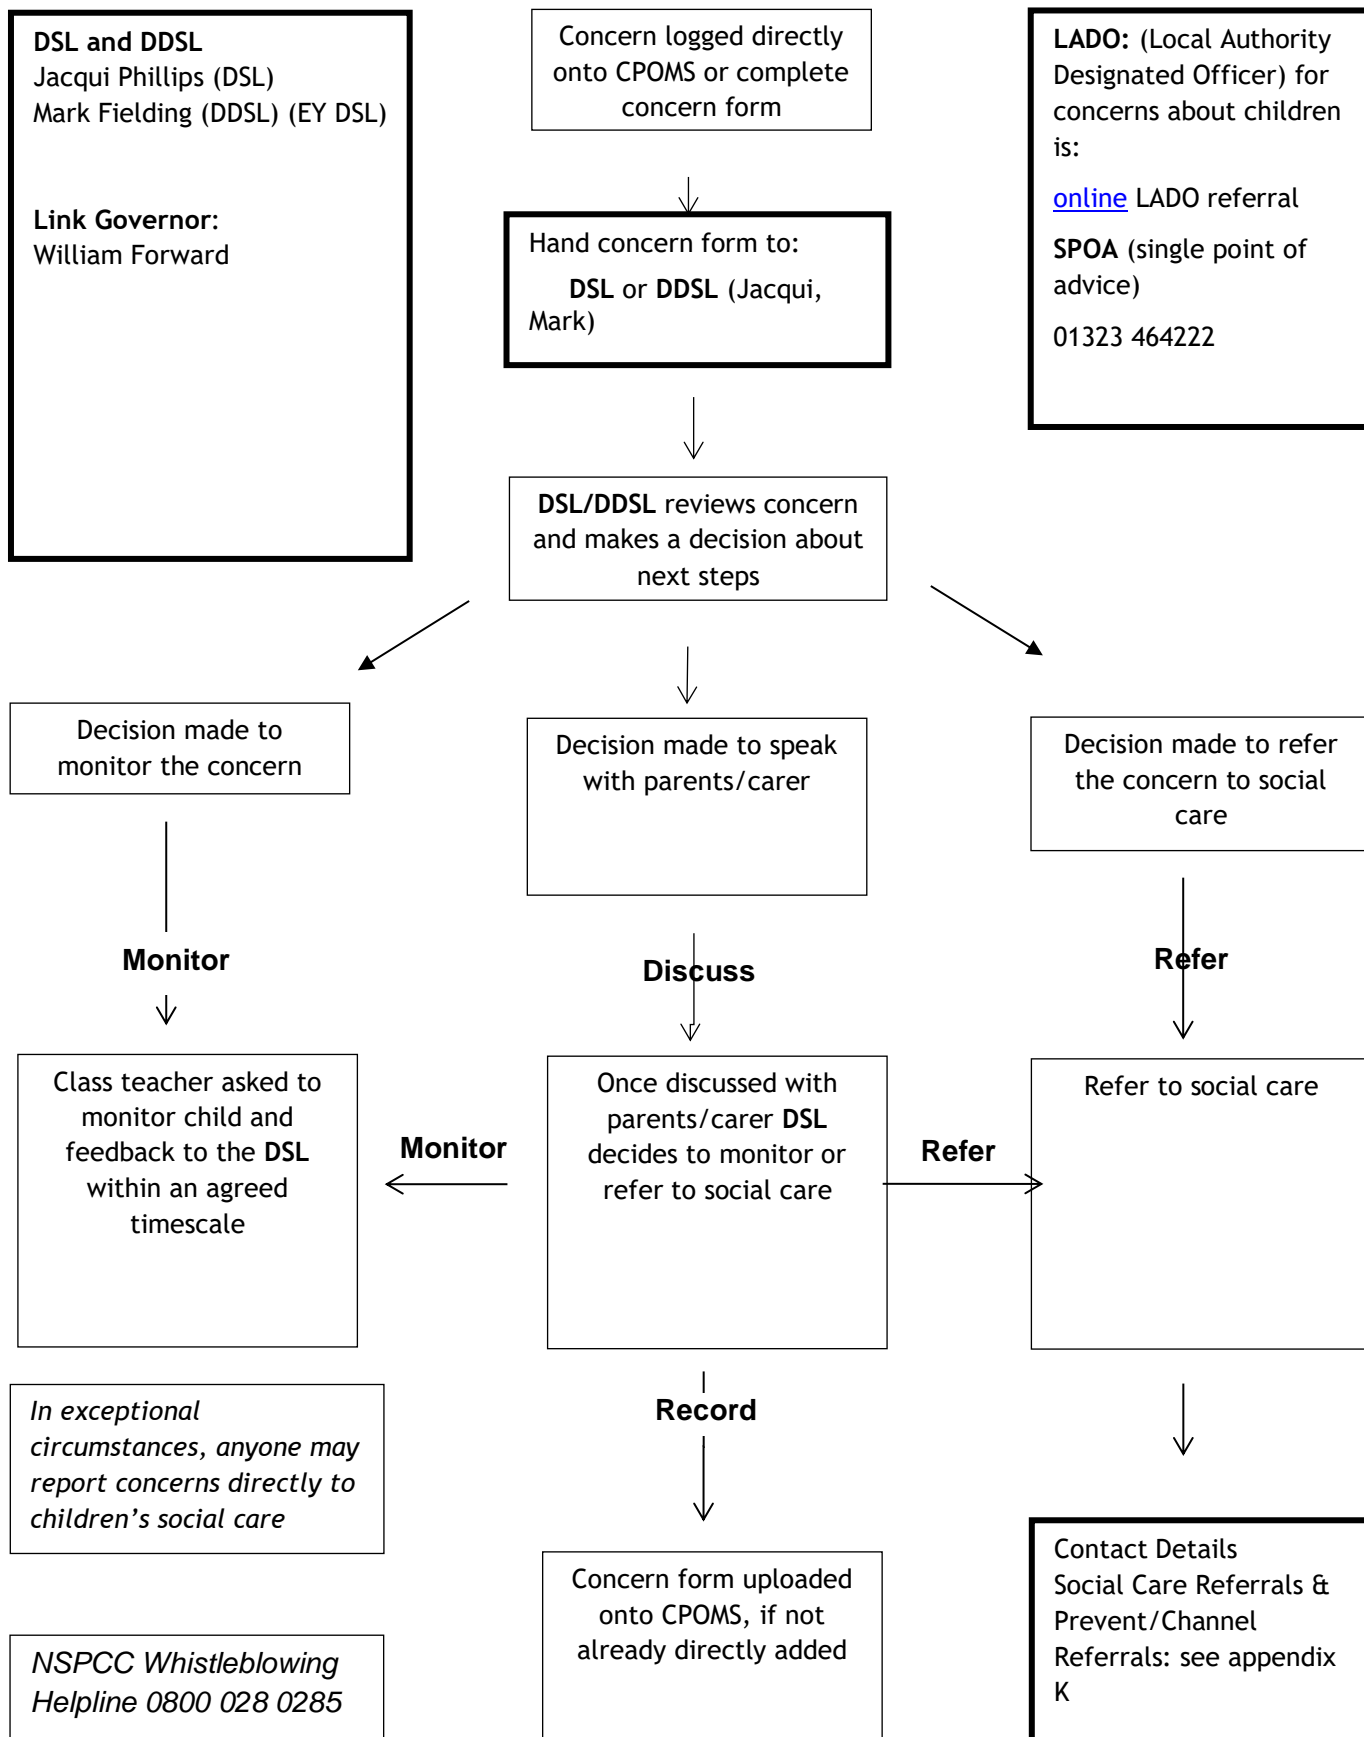 DSL and DDSL
Jacqui Phillips (DSL)
Mark Fielding (DDSL) (EY DSL)
Link Governor:
William Forward
Concern logged directly
onto CPOMS or complete
concern form
LADO: (Local Authority
Designated Officer) for
concerns about children
is:
online LADO referral
SPOA (single point of
advice)
01323 464222
Hand concern form to:
DSL or DDSL (Jacqui,
Mark)
DSL/DDSL reviews concern
and makes a decision about
next steps
Decision made to
monitor the concern
Decision made to speak
with parents/carer
Decision made to refer
the concern to social
care
Monitor
Discuss
Refer
Class teacher asked to
monitor child and
feedback to the DSL
within an agreed
timescale
Monitor
Once discussed with
parents/carer DSL
decides to monitor or
refer to social care
Refer
Refer to social care
In exceptional
circumstances, anyone may
report concerns directly to
children’s social care
Record
NSPCC Whistleblowing
Helpline 0800 028 0285
Concern form uploaded
onto CPOMS, if not
already directly added
Contact Details
Social Care Referrals &
Prevent/Channel
Referrals: see appendix
K